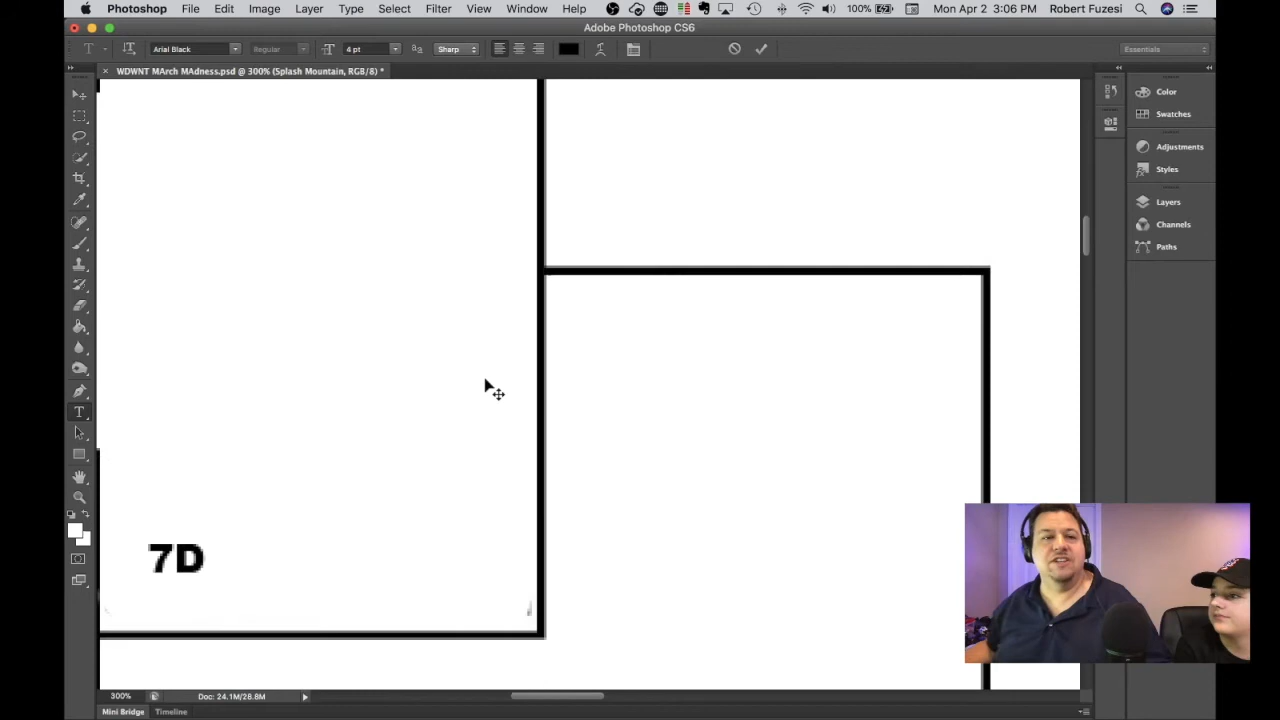 Photoshop File Edit Image Layer Type Select Filter View Window Help 100% Mon Apr 2 3:06 PM Robert Fuzesi
Adobe Photoshop CS6
T Arial Black Regular 4 pt Sharp Essentials
× WDWNT MArch MAdness.psd @ 300% (Splash Mountain, RGB/8) *
Color
Swatches
Adjustments
Styles
Layers
Channels
Paths
7D
300% Doc: 24.1M/28.8M
Mini Bridge Timeline